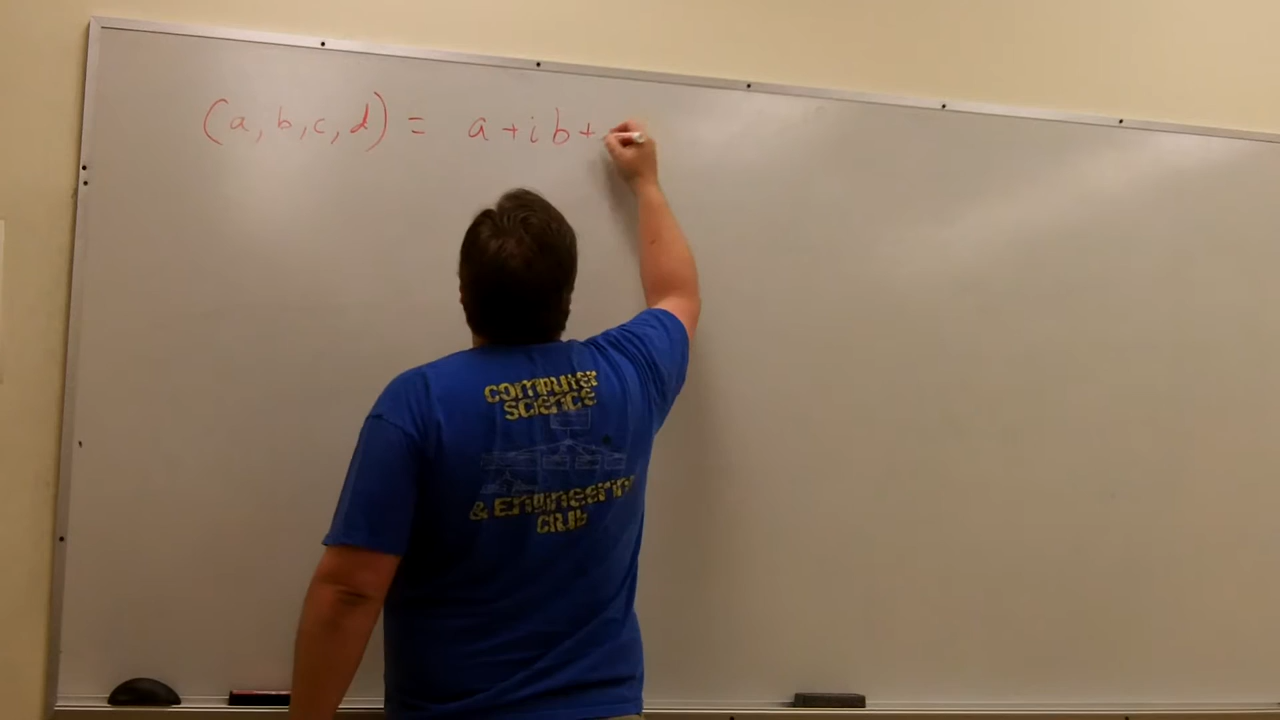 (a, b, c, d) = a + i b +
computer
science
& Engineering
club